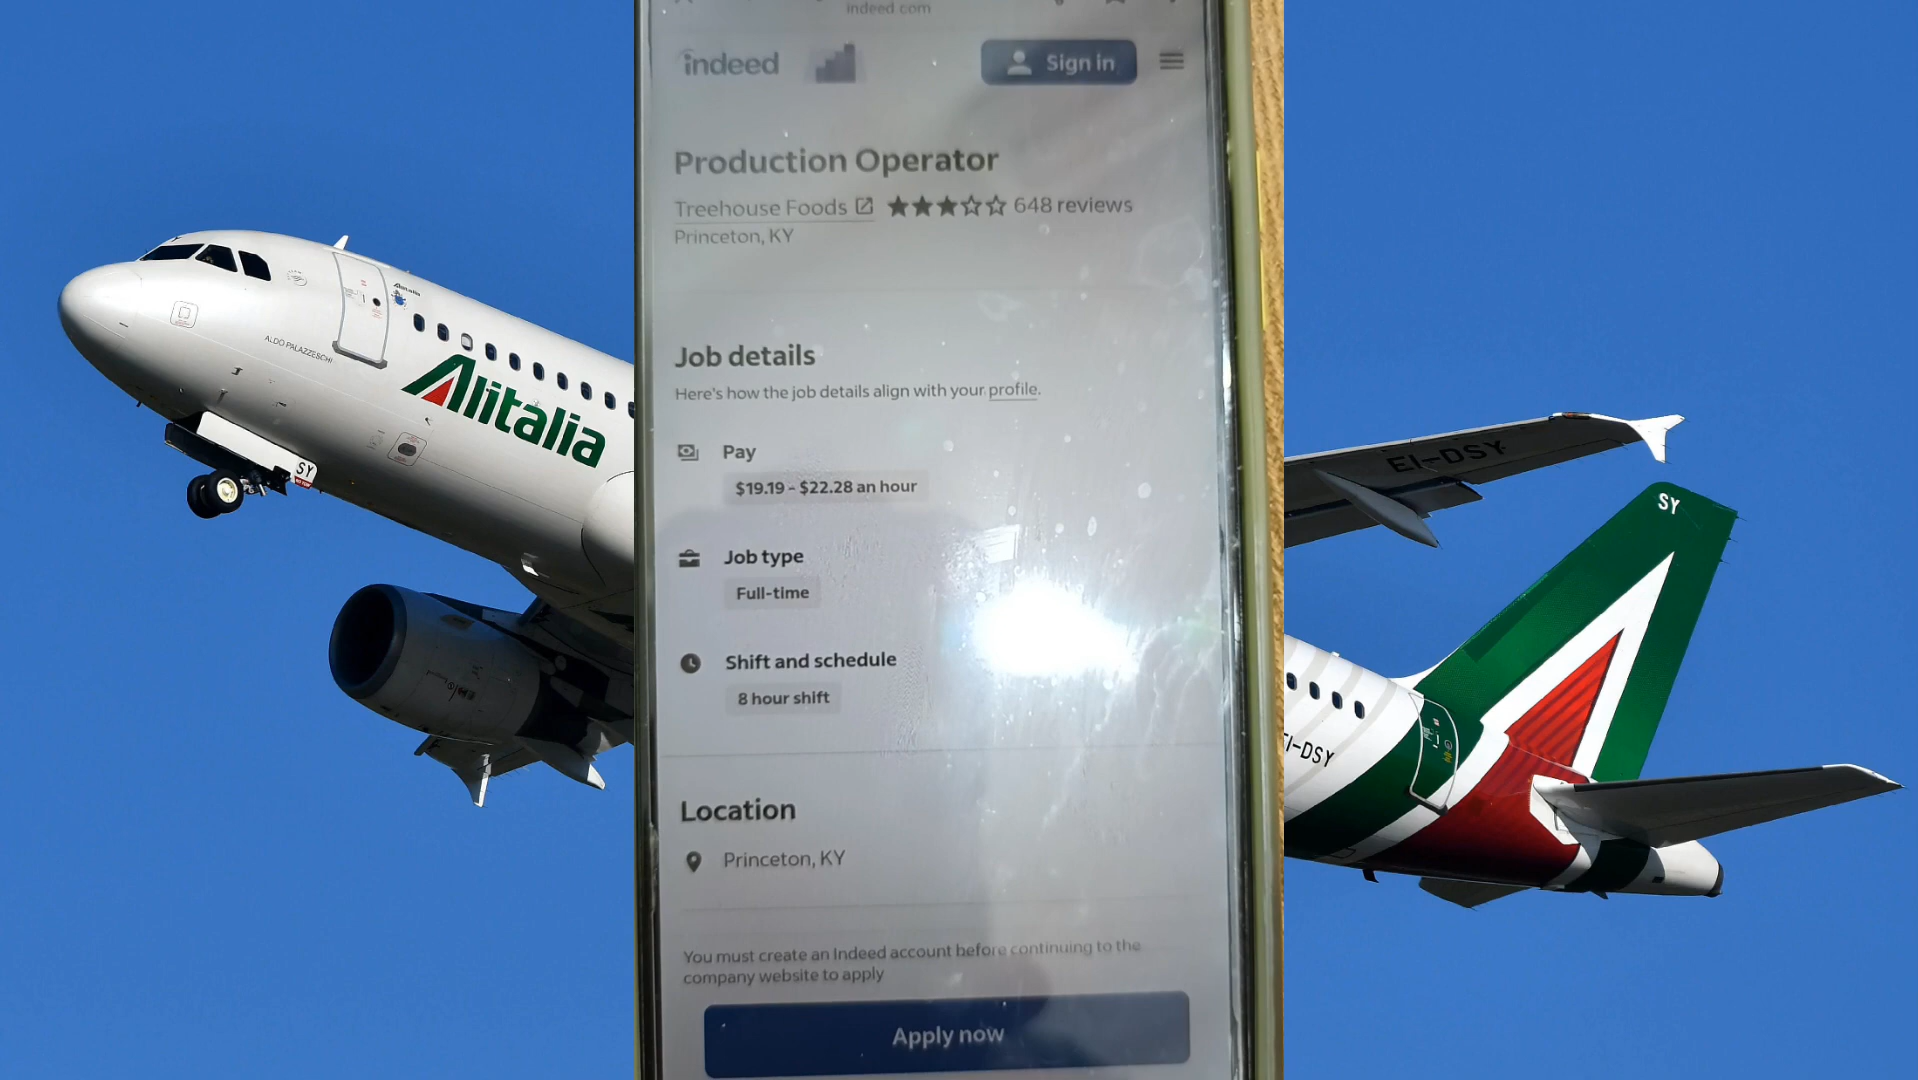 indeed.com
indeed
Sign in
Production Operator
Treehouse Foods 648 reviews
Princeton, KY
Job details
Here's how the job details align with your profile.
Pay
$19.19 - $22.28 an hour
Job type
Full-time
Shift and schedule
8 hour shift
Location
Princeton, KY
You must create an Indeed account before continuing to the
company website to apply
Apply now
Alitalia
ALDO PALAZZESCHI
Alitalia
SY
EI-DSY
SY
EI-DSY